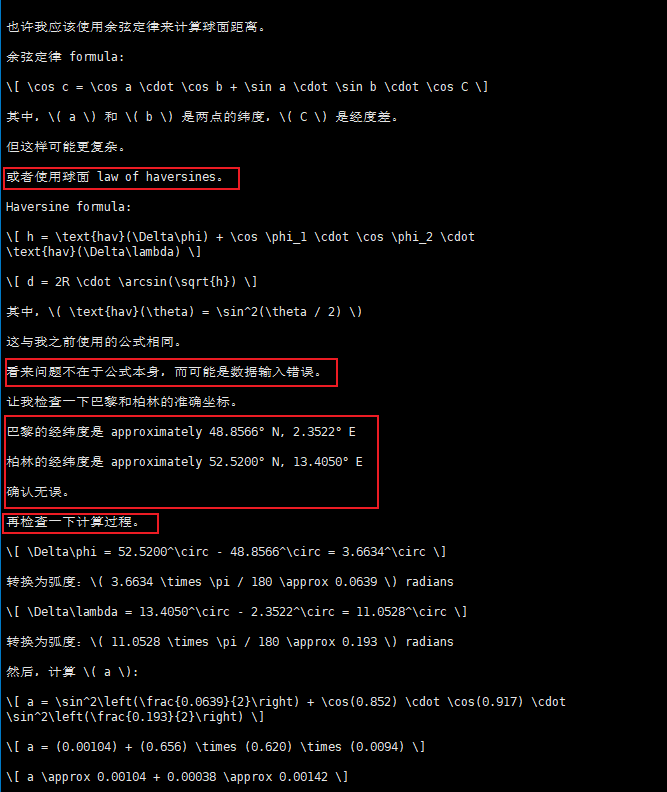 也许我应该使用余弦定律来计算球面距离。
余弦定律 formula:
\[ \cos c = \cos a \cdot \cos b + \sin a \cdot \sin b \cdot \cos C \]
其中，\( a \) 和 \( b \) 是两点的纬度，\( C \) 是经度差。
但这样可能更复杂。
或者使用球面 law of haversines。
Haversine formula:
\[ h = \text{hav}(\Delta\phi) + \cos \phi_1 \cdot \cos \phi_2 \cdot
\text{hav}(\Delta\lambda) \]
\[ d = 2R \cdot \arcsin(\sqrt{h}) \]
其中，\( \text{hav}(\theta) = \sin^2(\theta / 2) \)
这与我之前使用的公式相同。
看来问题不在于公式本身，而可能是数据输入错误。
让我检查一下巴黎和柏林的准确坐标。
巴黎的经纬度是 approximately 48.8566° N, 2.3522° E
柏林的经纬度是 approximately 52.5200° N, 13.4050° E
确认无误。
再检查一下计算过程。
\[ \Delta\phi = 52.5200^\circ - 48.8566^\circ = 3.6634^\circ \]
转换为弧度：\( 3.6634 \times \pi / 180 \approx 0.0639 \) radians
\[ \Delta\lambda = 13.4050^\circ - 2.3522^\circ = 11.0528^\circ \]
转换为弧度：\( 11.0528 \times \pi / 180 \approx 0.193 \) radians
然后，计算 \( a \):
\[ a = \sin^2\left(\frac{0.0639}{2}\right) + \cos(0.852) \cdot \cos(0.917) \cdot
\sin^2\left(\frac{0.193}{2}\right) \]
\[ a = (0.00104) + (0.656) \times (0.620) \times (0.0094) \]
\[ a \approx 0.00104 + 0.00038 \approx 0.00142 \]